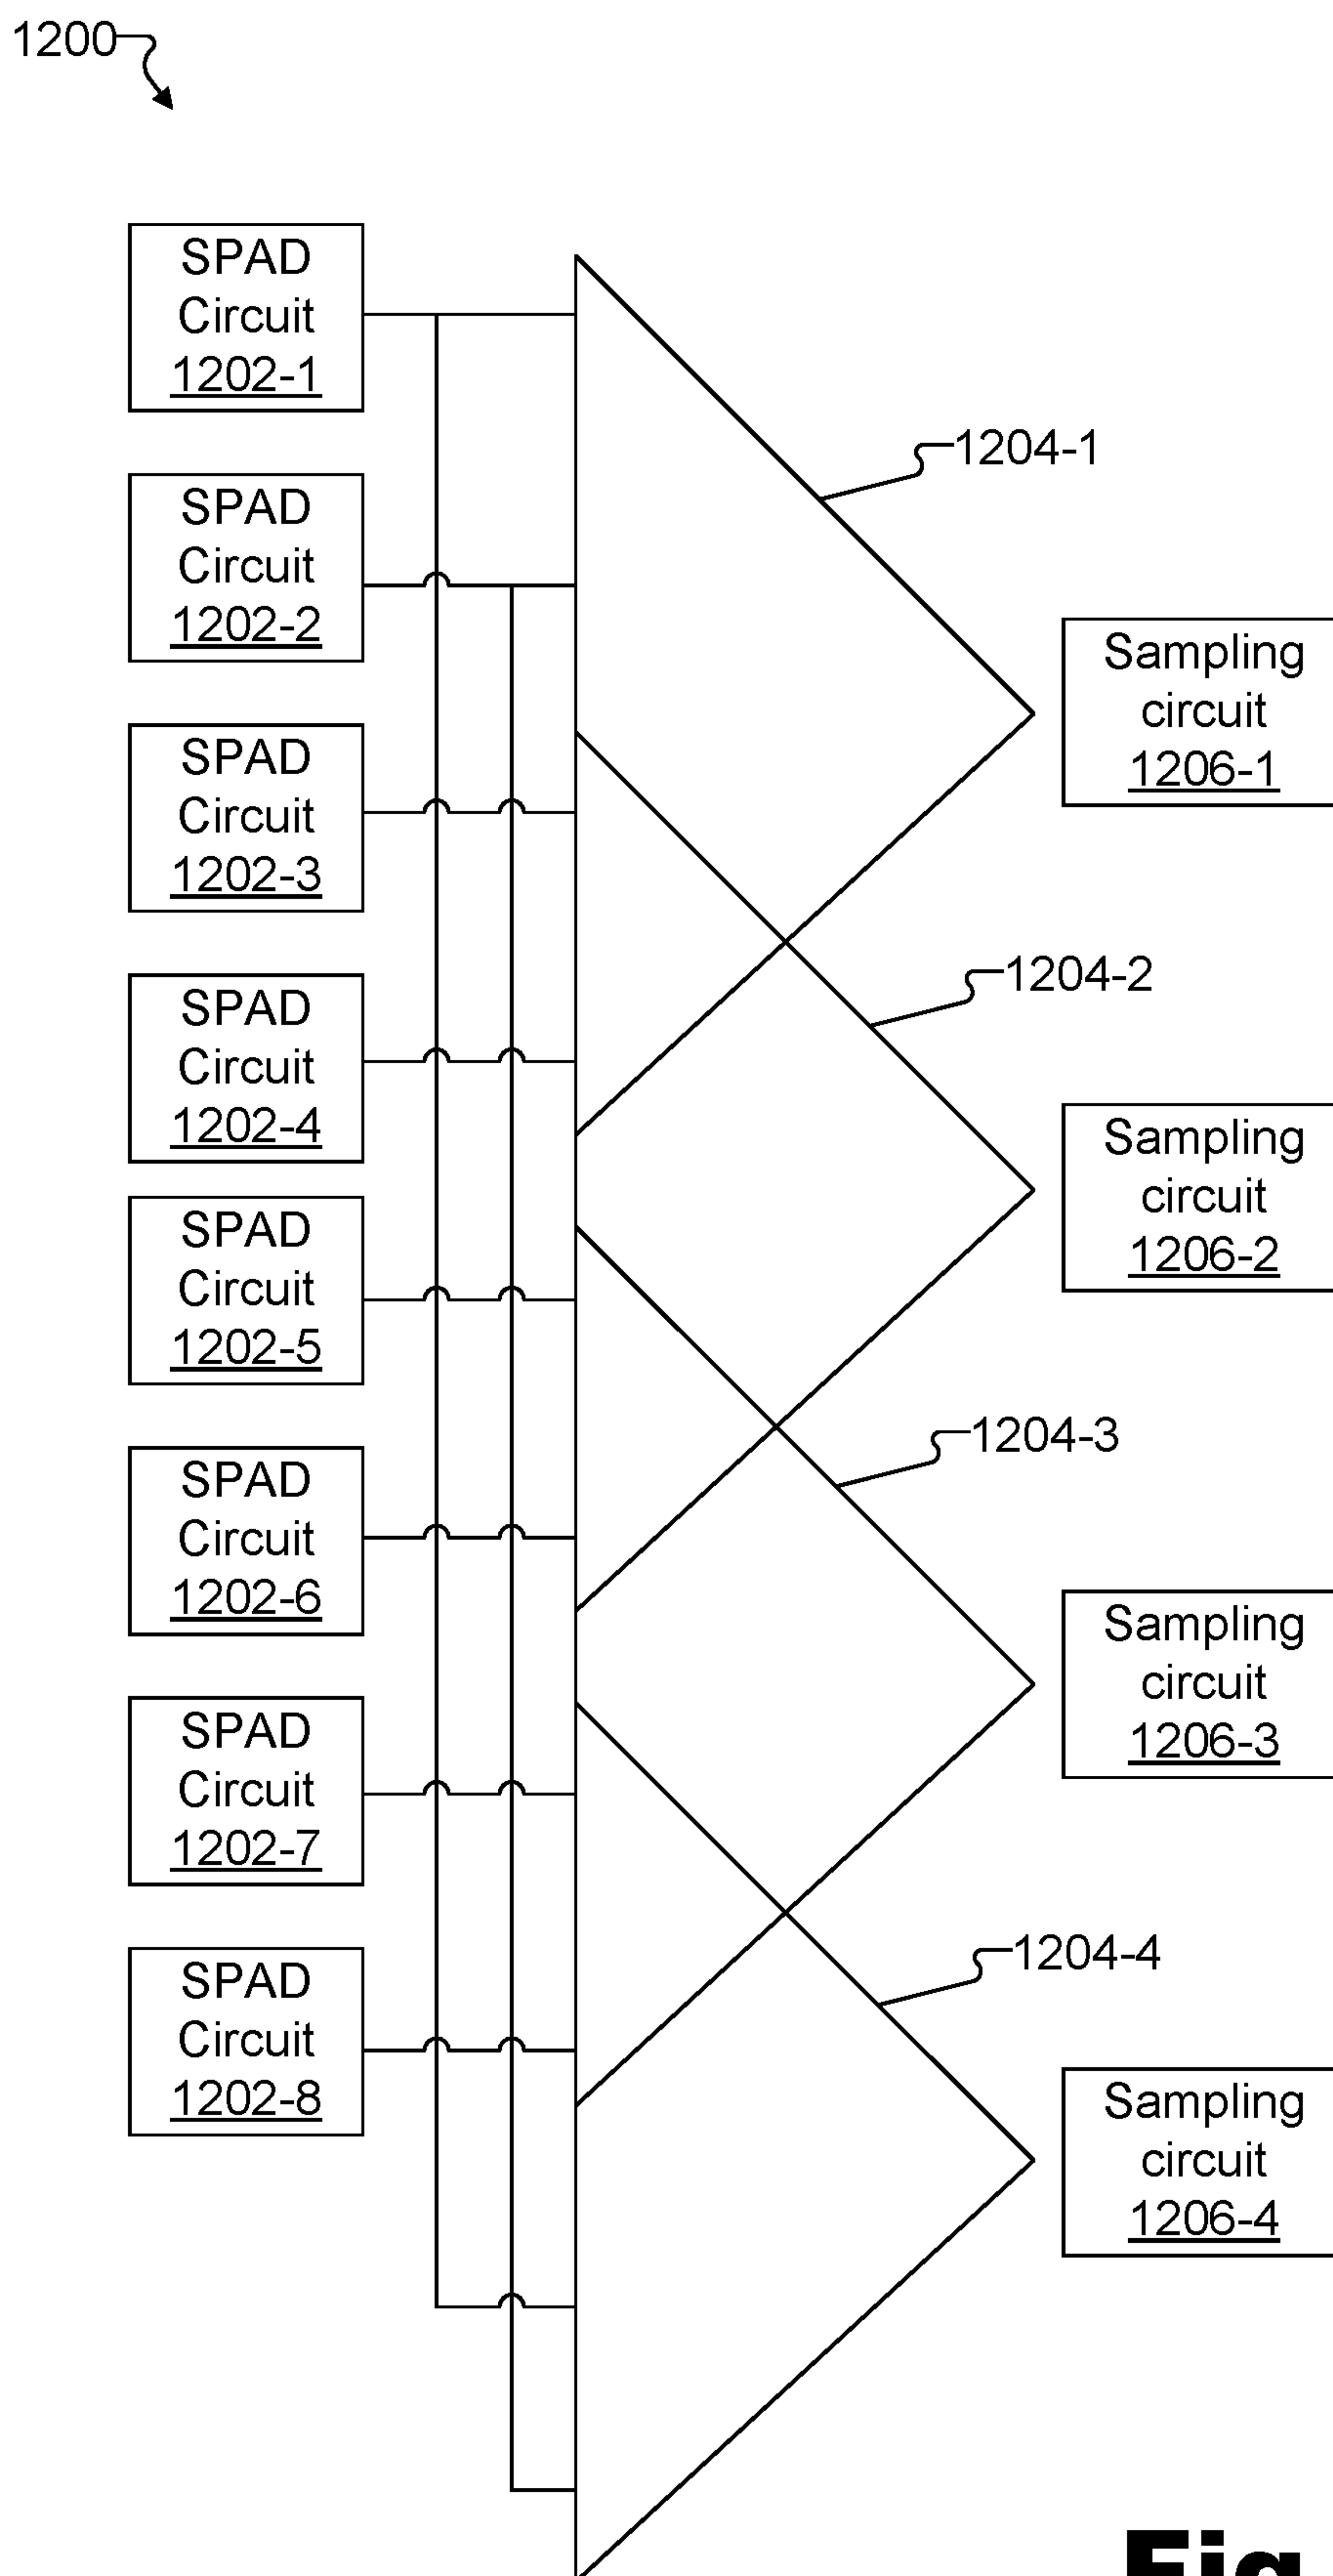 1200
SPAD
Circuit
1202-1
SPAD
Circuit
1202-2
SPAD
Circuit
1202-3
SPAD
Circuit
1202-4
SPAD
Circuit
1202-5
SPAD
Circuit
1202-6
SPAD
Circuit
1202-7
SPAD
Circuit
1202-8
1204-1
1204-2
1204-3
1204-4
Sampling
circuit
1206-1
Sampling
circuit
1206-2
Sampling
circuit
1206-3
Sampling
circuit
1206-4
Fig